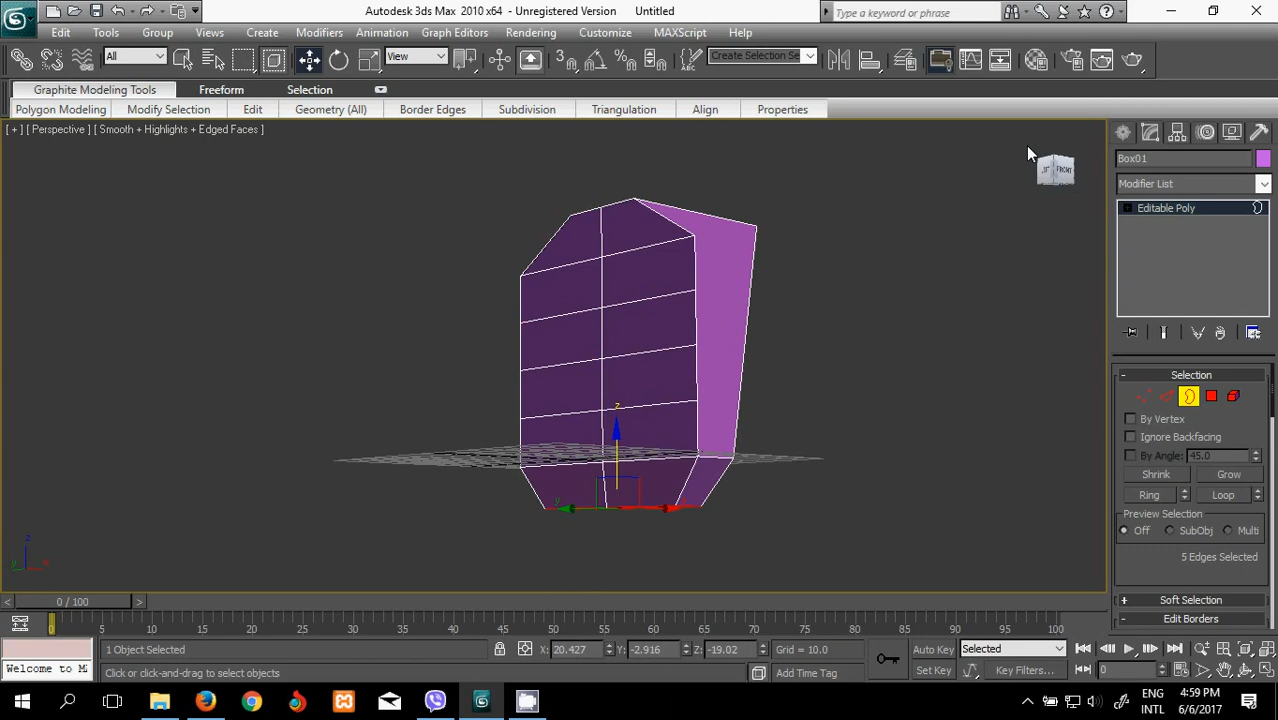 Autodesk 3ds Max 2010 x64 - Unregistered Version Untitled
Type a keyword or phrase
Edit Tools Group Views Create Modifiers Animation Graph Editors Rendering Customize MAXScript Help
All View Create Selection Se
Graphite Modeling Tools Freeform Selection
Polygon Modeling Modify Selection Edit Geometry (All) Border Edges Subdivision Triangulation Align Properties
[ + ] [ Perspective ] [ Smooth + Highlights + Edged Faces ]
FRONT
Box01
Modifier List
Editable Poly
Selection
By Vertex
Ignore Backfacing
By Angle: 45.0
Shrink Grow
Ring Loop
Preview Selection
Off SubObj Multi
5 Edges Selected
Soft Selection
Edit Borders
z
y
z
y x
< 0 / 100 >
0 5 10 15 20 25 30 35 40 45 50 55 60 65 70 75 80 85 90 95 100
1 Object Selected X: 20.427 Y: -2.916 Z: -19.02 Grid = 10.0 Auto Key Selected
Welcome to M Click or click-and-drag to select objects Add Time Tag Set Key Key Filters... 0
ENG
INTL
4:59 PM
6/6/2017